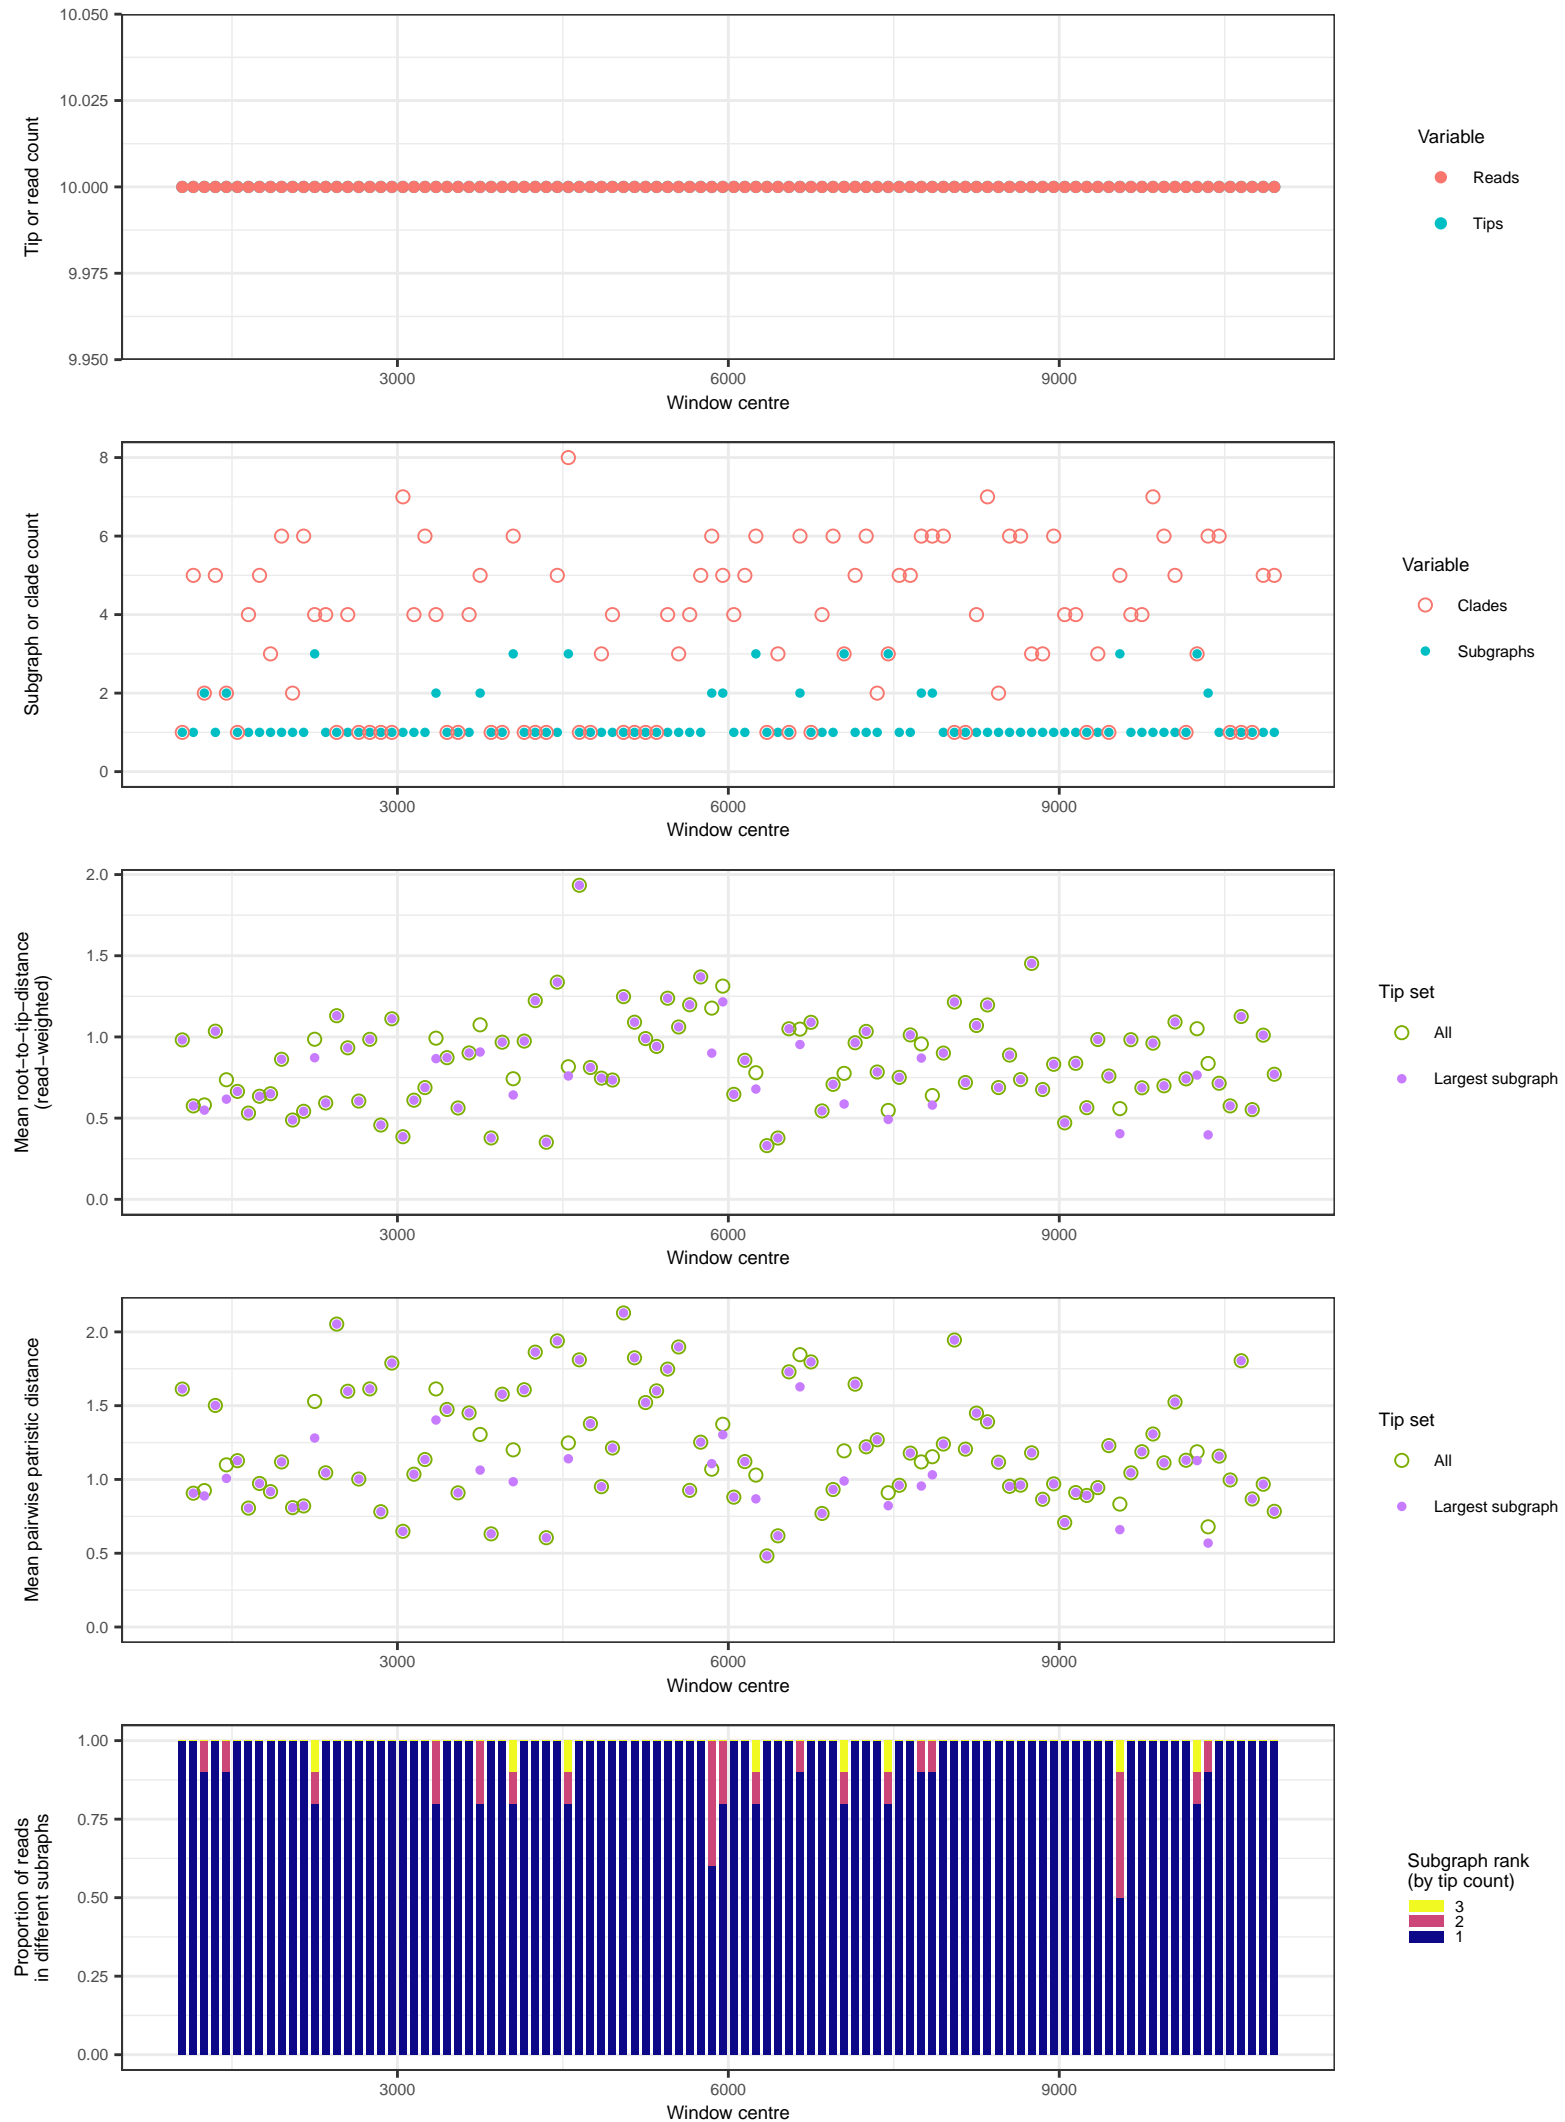 10.050
10.025
10.000
9.975
9.950
Tip or read count
3000 6000 9000
Window centre
Variable
Reads
Tips
8
6
4
2
0
Subgraph or clade count
3000 6000 9000
Window centre
Variable
Clades
Subgraphs
2.0
1.5
1.0
0.5
0.0
Mean root−to−tip−distance
(read−weighted)
3000 6000 9000
Window centre
Tip set
All
Largest subgraph
2.0
1.5
1.0
0.5
0.0
Mean pairwise patristic distance
3000 6000 9000
Window centre
Tip set
All
Largest subgraph
1.00
0.75
0.50
0.25
0.00
Proportion of reads
in different subraphs
3000 6000 9000
Window centre
Subgraph rank
(by tip count)
3
2
1